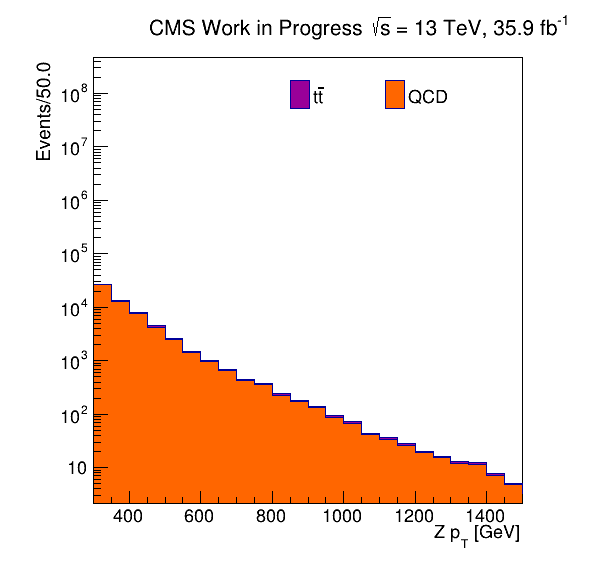 CMS Work in Progress √s = 13 TeV, 35.9 fb⁻¹
Events/50.0
tt̄ QCD
10⁸
10⁷
10⁶
10⁵
10⁴
10³
10²
10
400 600 800 1000 1200 1400
Z p_T [GeV]